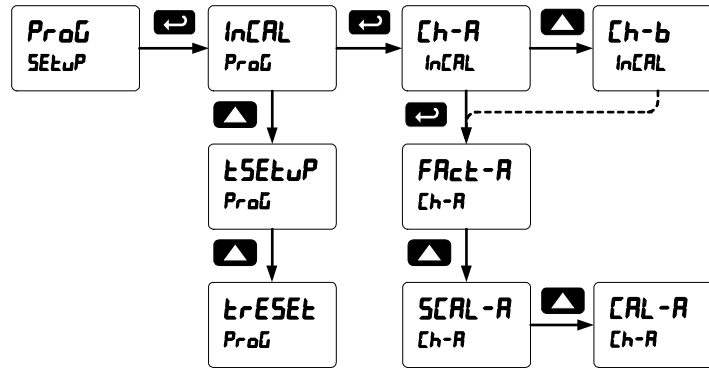 ProG
SEtuP
InCAL
ProG
Ch-A
InCAL
Ch-b
InCAL
tSEtuP
ProG
FAct-A
Ch-A
trESEt
ProG
SCAL-A
Ch-A
CAL-A
Ch-A